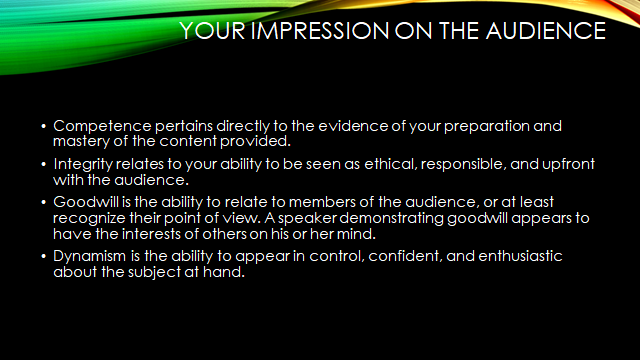 YOUR IMPRESSION ON THE AUDIENCE
• Competence pertains directly to the evidence of your preparation and
mastery of the content provided.
• Integrity relates to your ability to be seen as ethical, responsible, and upfront
with the audience.
• Goodwill is the ability to relate to members of the audience, or at least
recognize their point of view. A speaker demonstrating goodwill appears to
have the interests of others on his or her mind.
• Dynamism is the ability to appear in control, confident, and enthusiastic
about the subject at hand.